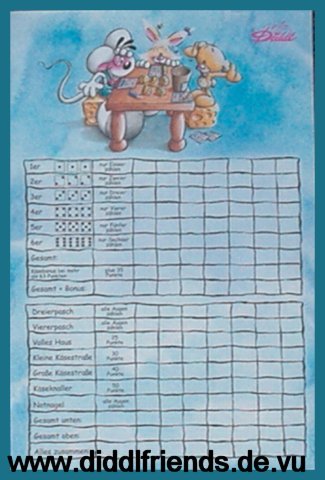 Diddl
1er nur Einser zählen
2er nur Zweier zählen
3er nur Dreier zählen
4er nur Vierer zählen
5er nur Fünfer zählen
6er nur Sechser zählen
Gesamt:
Käsebonus bei mehr als 63 Punkten plus 35 Punkte
Gesamt + Bonus:
Dreierpasch alle Augen zählen
Viererpasch alle Augen zählen
Volles Haus 25 Punkte
Kleine Käsestraße 30 Punkte
Große Käsestraße 40 Punkte
Käseknaller 50 Punkte
Notnagel alle Augen zählen
Gesamt unten:
Gesamt oben:
Alles zusammen:
www.diddlfriends.de.vu